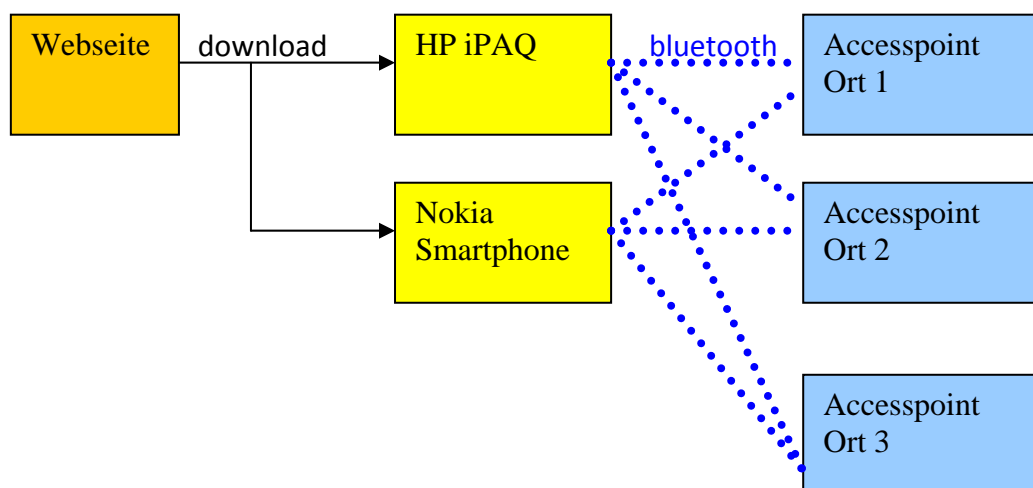 Webseite
download
HP iPAQ
bluetooth
Accesspoint
Ort 1
Nokia
Smartphone
Accesspoint
Ort 2
Accesspoint
Ort 3